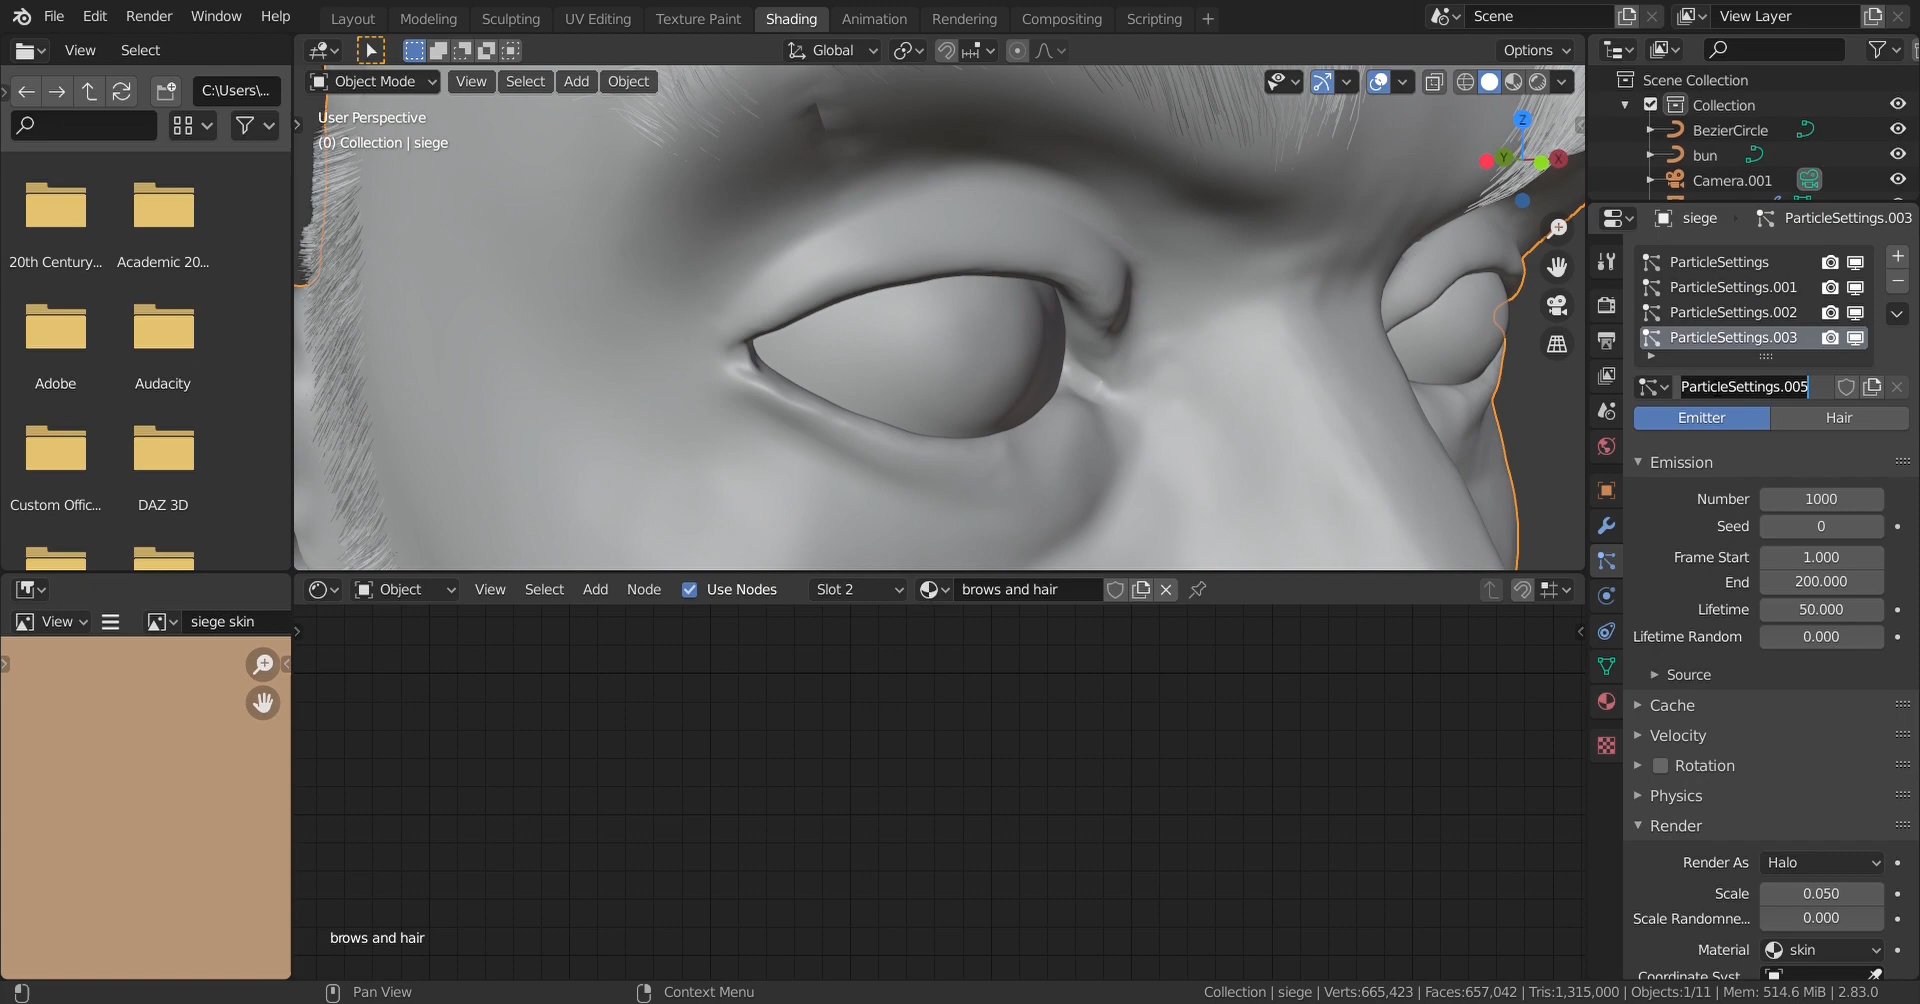 File Edit Render Window Help Layout Modeling Sculpting UV Editing Texture Paint Shading Animation Rendering Compositing Scripting + Scene View Layer
View Select Global Options
Object Mode View Select Add Object
C:\Users\...
User Perspective
(0) Collection | siege
Z
Y
X
20th Century... Academic 20...
Adobe Audacity
Custom Offic... DAZ 3D
Scene Collection
Collection
BezierCircle
bun
Camera.001
siege ParticleSettings.003
ParticleSettings
ParticleSettings.001
ParticleSettings.002
ParticleSettings.003
ParticleSettings.005
Emitter Hair
Emission
Number 1000
Seed 0
Frame Start 1.000
End 200.000
Lifetime 50.000
Lifetime Random 0.000
Source
Cache
Velocity
Rotation
Physics
Render
Render As Halo
Scale 0.050
Scale Randomne... 0.000
Material skin
Coordinate Syst...
Object View Select Add Node Use Nodes Slot 2 brows and hair
View siege skin
brows and hair
Pan View Context Menu Collection | siege | Verts:665,423 | Faces:657,042 | Tris:1,315,000 | Objects:1/11 | Mem: 514.6 MiB | 2.83.0